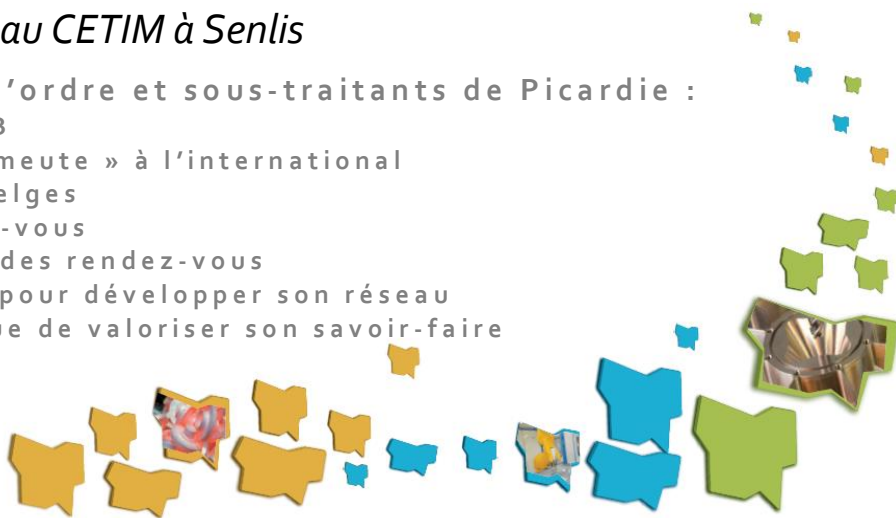 au CETIM à Senlis
'ordre et sous-traitants de Picardie :
meute » à l'international
elges
-vous
des rendez-vous
pour développer son réseau
ue de valoriser son savoir-faire